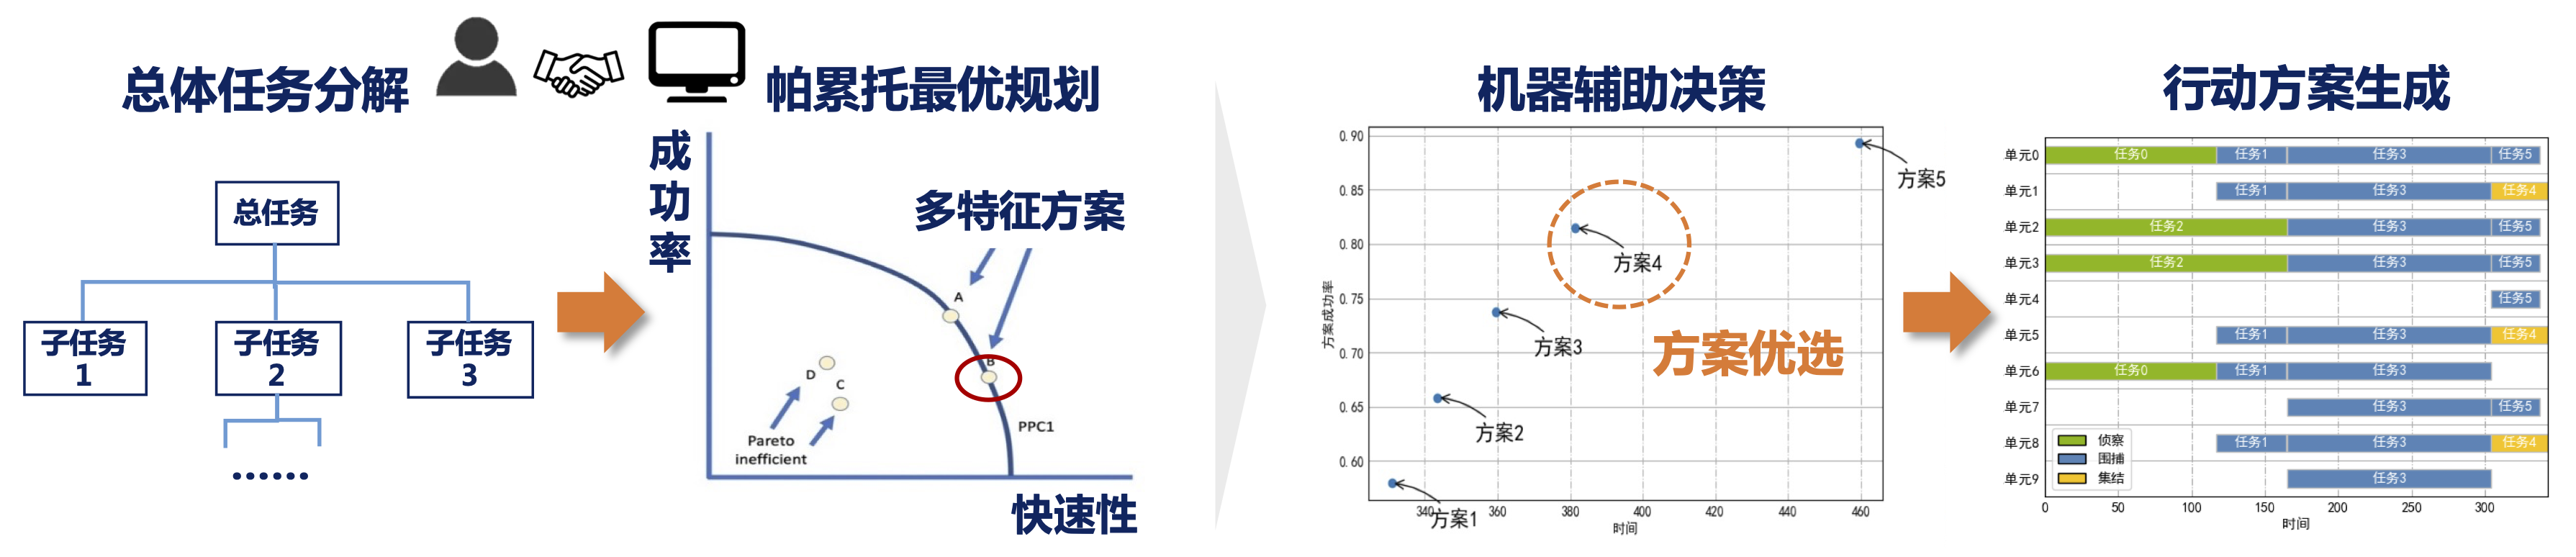 总体任务分解
帕累托最优规划
机器辅助决策
行动方案生成
总任务
子任务
1
子任务
2
子任务
3
......
成
功
率
多特征方案
A
B
D
C
Pareto
inefficient
PPC1
快速性
方案成功率
0.90
0.85
0.80
0.75
0.70
0.65
0.60
方案5
方案4
方案3
方案2
方案1
方案优选
340
360
380
400
420
440
460
时间
单元0 任务0 任务1 任务3 任务5
单元1 任务1 任务3 任务4
单元2 任务2 任务3 任务5
单元3 任务2 任务3 任务5
单元4 任务5
单元5 任务1 任务3 任务4
单元6 任务0 任务1 任务3
单元7 任务3 任务5
单元8 任务1 任务3 任务4
单元9 任务3
侦察
围捕
集结
0 50 100 150 200 250 300
时间